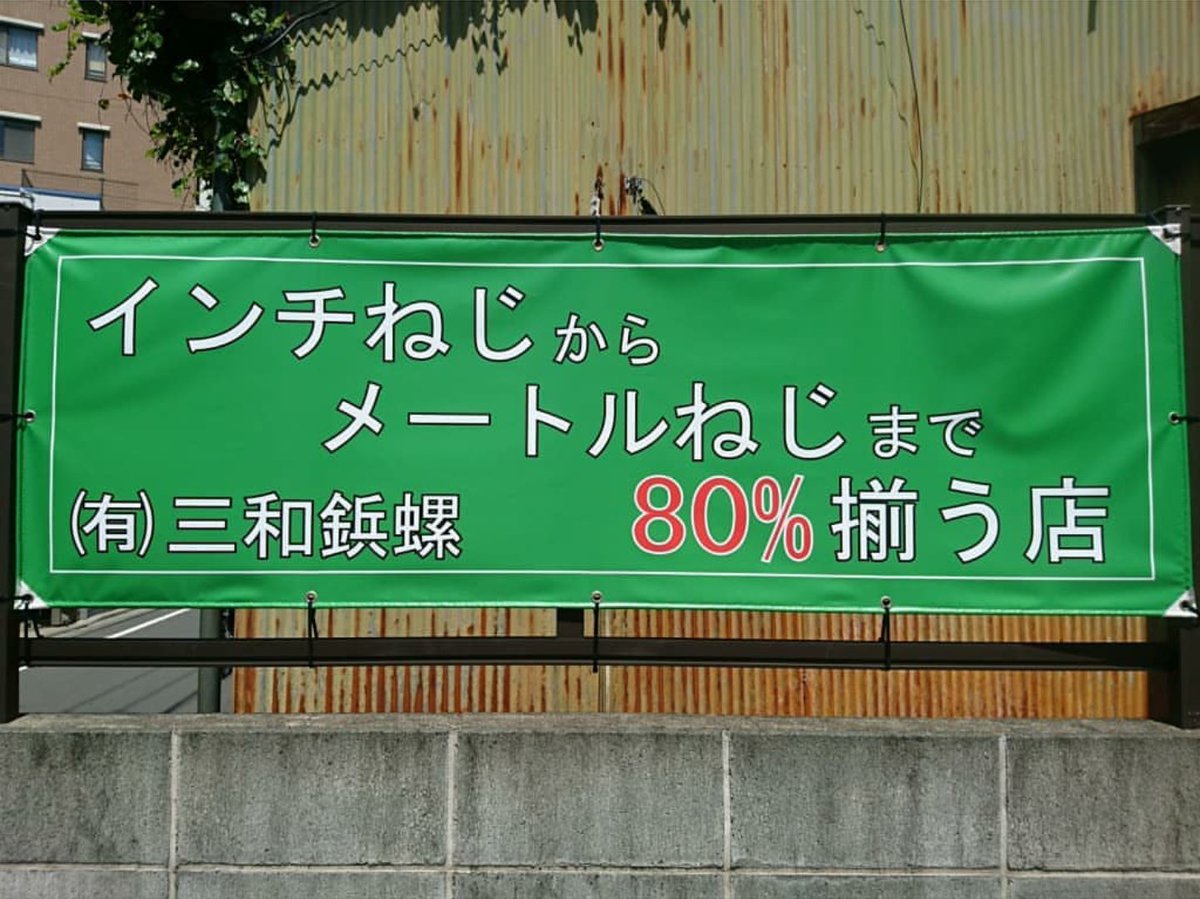 インチねじから
メートルねじまで
㈲三和鋲螺 80%揃う店